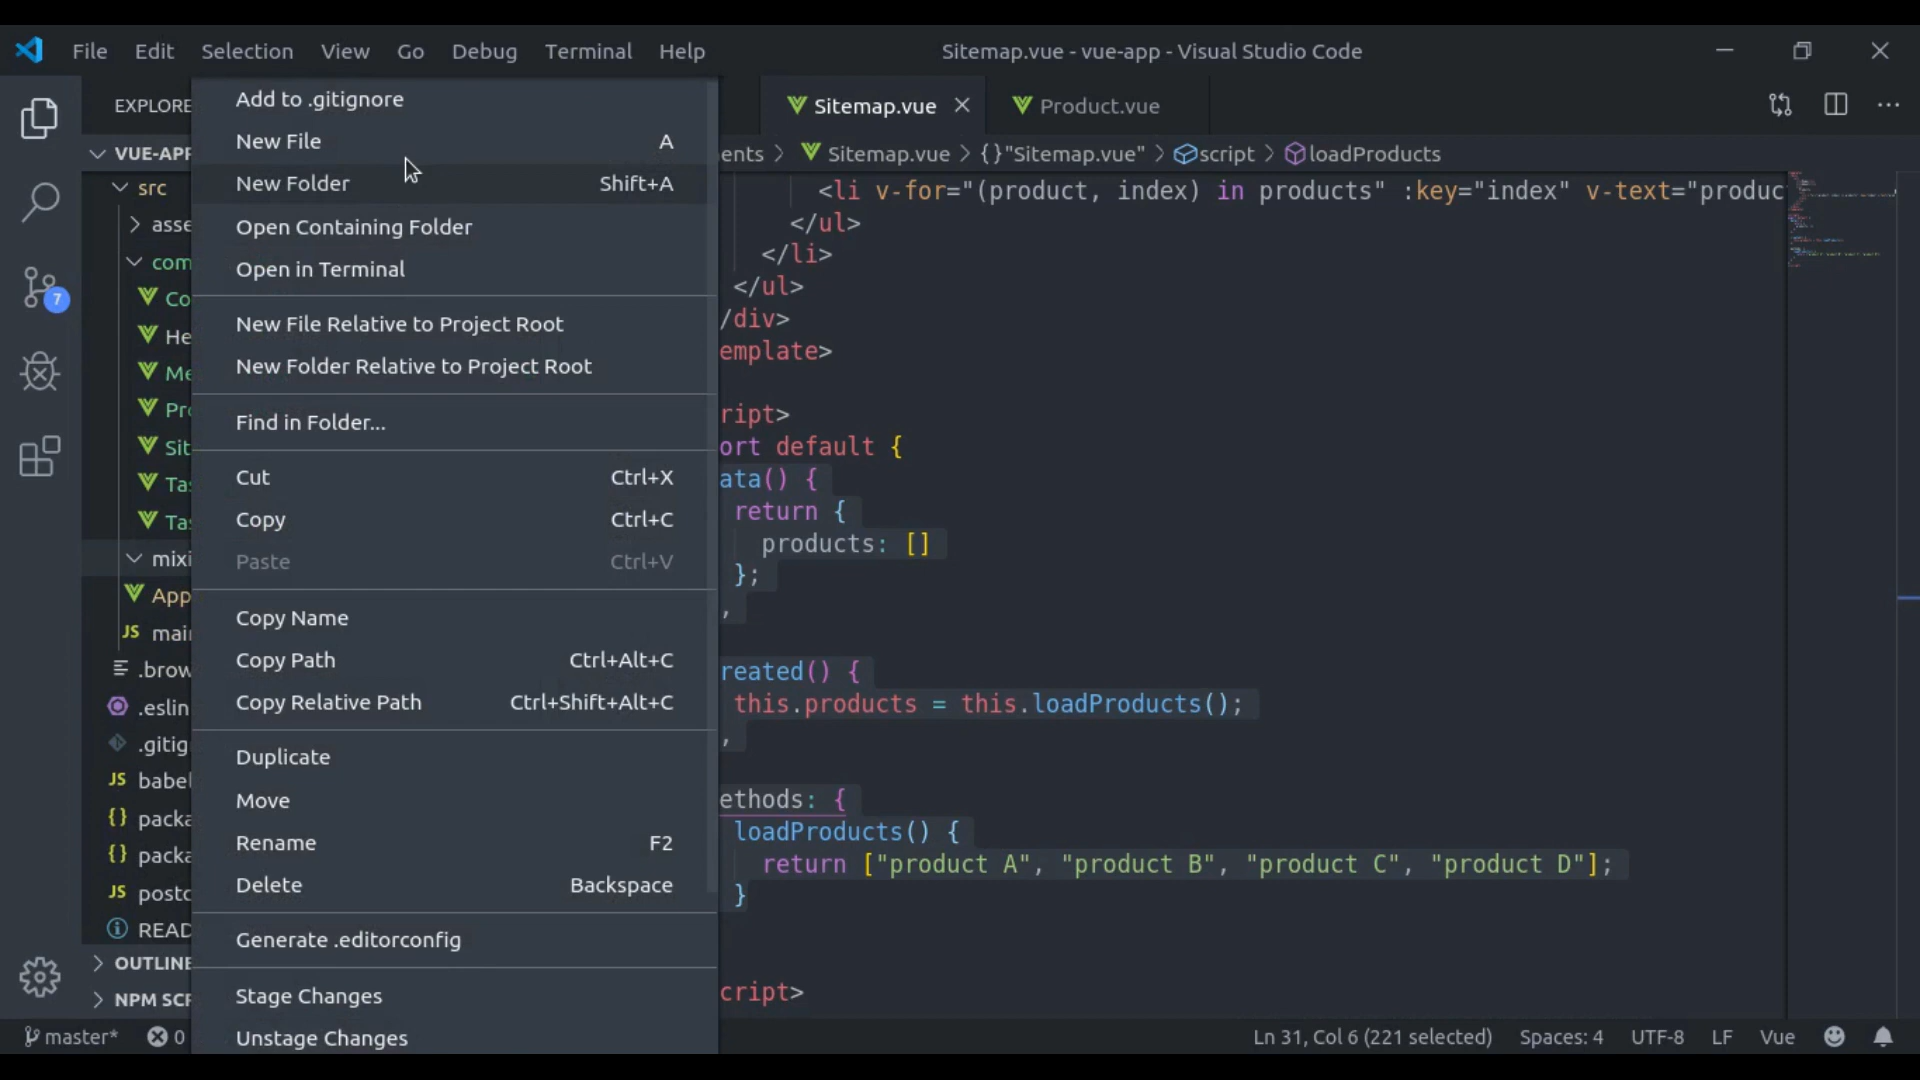 File Edit Selection View Go Debug Terminal Help
Sitemap.vue - vue-app - Visual Studio Code
EXPLORE
VUE-APP
src
asse
com
Co
He
Me
Pro
Sit
Tas
Tas
mixi
App
main
.brow
.eslin
.gitig
babel
packa
packa
postc
READ
OUTLINE
NPM SCR
7
Add to .gitignore
New File A
New Folder Shift+A
Open Containing Folder
Open in Terminal
New File Relative to Project Root
New Folder Relative to Project Root
Find in Folder...
Cut Ctrl+X
Copy Ctrl+C
Paste Ctrl+V
Copy Name
Copy Path Ctrl+Alt+C
Copy Relative Path Ctrl+Shift+Alt+C
Duplicate
Move
Rename F2
Delete Backspace
Generate .editorconfig
Stage Changes
Unstage Changes
Sitemap.vue Product.vue
ents > Sitemap.vue > {} "Sitemap.vue" > script > loadProducts
<li v-for="(product, index) in products" :key="index" v-text="produc
</ul>
</li>
</ul>
/div>
emplate>
ript>
ort default {
ata() {
return {
products: []
};
,
reated() {
this.products = this.loadProducts();
,
ethods: {
loadProducts() {
return ["product A", "product B", "product C", "product D"];
}
cript>
master* 0
Ln 31, Col 6 (221 selected) Spaces: 4 UTF-8 LF Vue